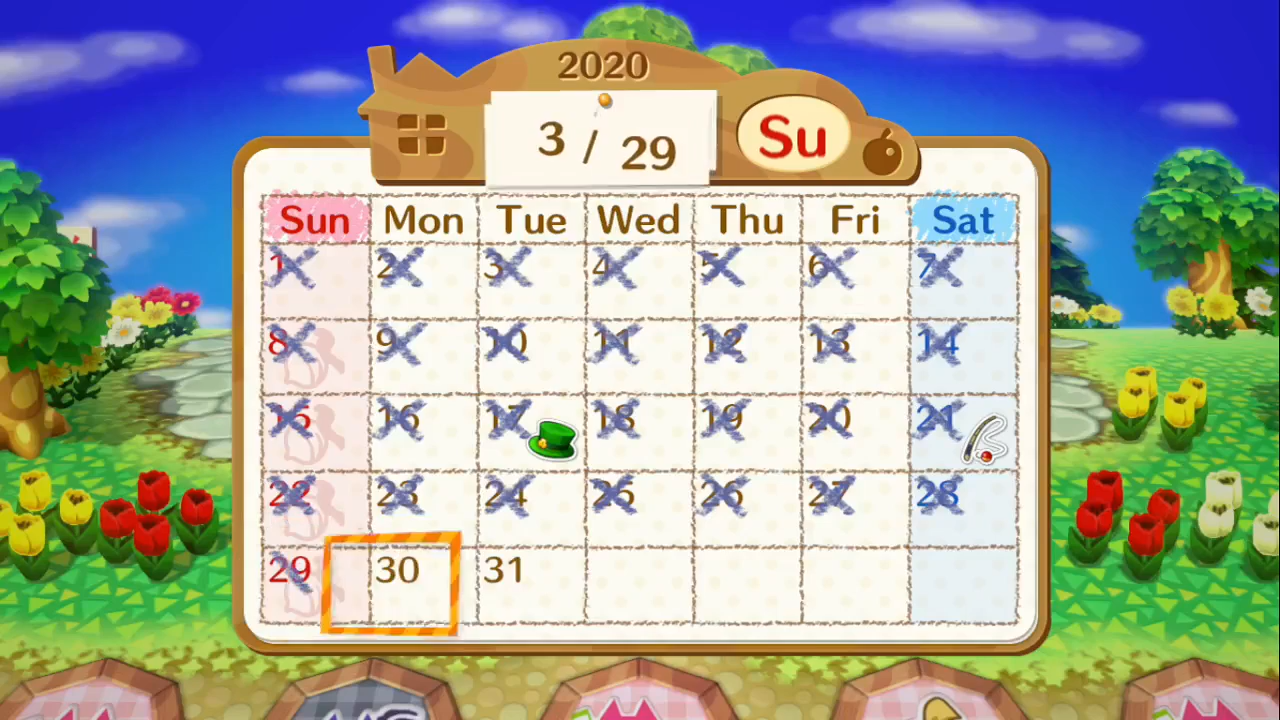 2020
3 / 29 Su
Sun Mon Tue Wed Thu Fri Sat
1 2 3 4 5 6 7
8 9 10 11 12 13 14
15 16 17 18 19 20 21
22 23 24 25 26 27 28
29 30 31